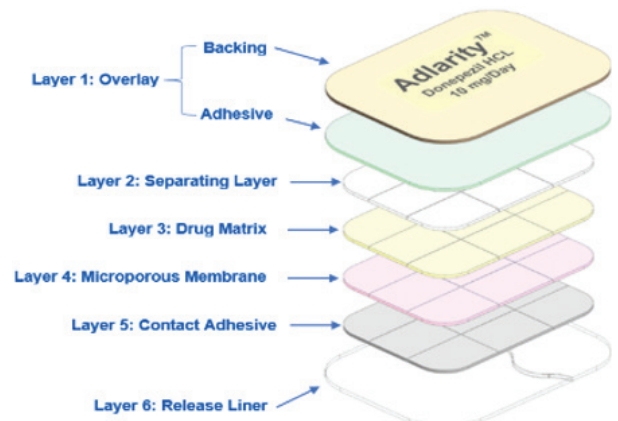 Backing
Layer 1: Overlay
Adhesive
Adlarity™
Donepezil HCL
10 mg/Day
Layer 2: Separating Layer
Layer 3: Drug Matrix
Layer 4: Microporous Membrane
Layer 5: Contact Adhesive
Layer 6: Release Liner